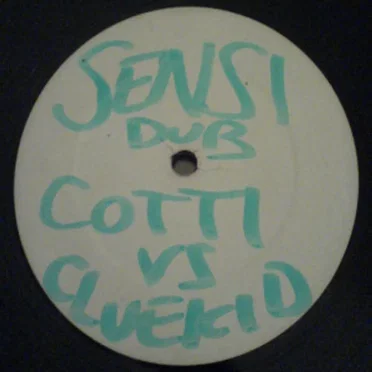 SENSI
DUB
COTTI
VS
CLUEKID